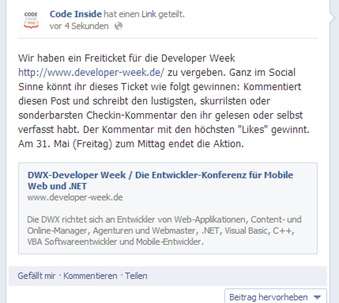 CODE
Code Inside hat einen Link geteilt.
vor 4 Sekunden
Wir haben ein Freiticket für die Developer Week
http://www.developer-week.de/ zu vergeben. Ganz im Social
Sinne könnt ihr dieses Ticket wie folgt gewinnen: Kommentiert
diesen Post und schreibt den lustigsten, skurrilsten oder
sonderbarsten Checkin-Kommentar den ihr gelesen oder selbst
verfasst habt. Der Kommentar mit den höchsten "Likes" gewinnt.
Am 31. Mai (Freitag) zum Mittag endet die Aktion.
DWX-Developer Week / Die Entwickler-Konferenz für Mobile
Web und .NET
www.developer-week.de
Die DWX richtet sich an Entwickler von Web-Applikationen, Content- und
Online-Manager, Agenturen und Webmaster, .NET, Visual Basic, C++,
VBA Softwareentwickler und Mobile-Entwickler.
Gefällt mir · Kommentieren · Teilen
Beitrag hervorheben